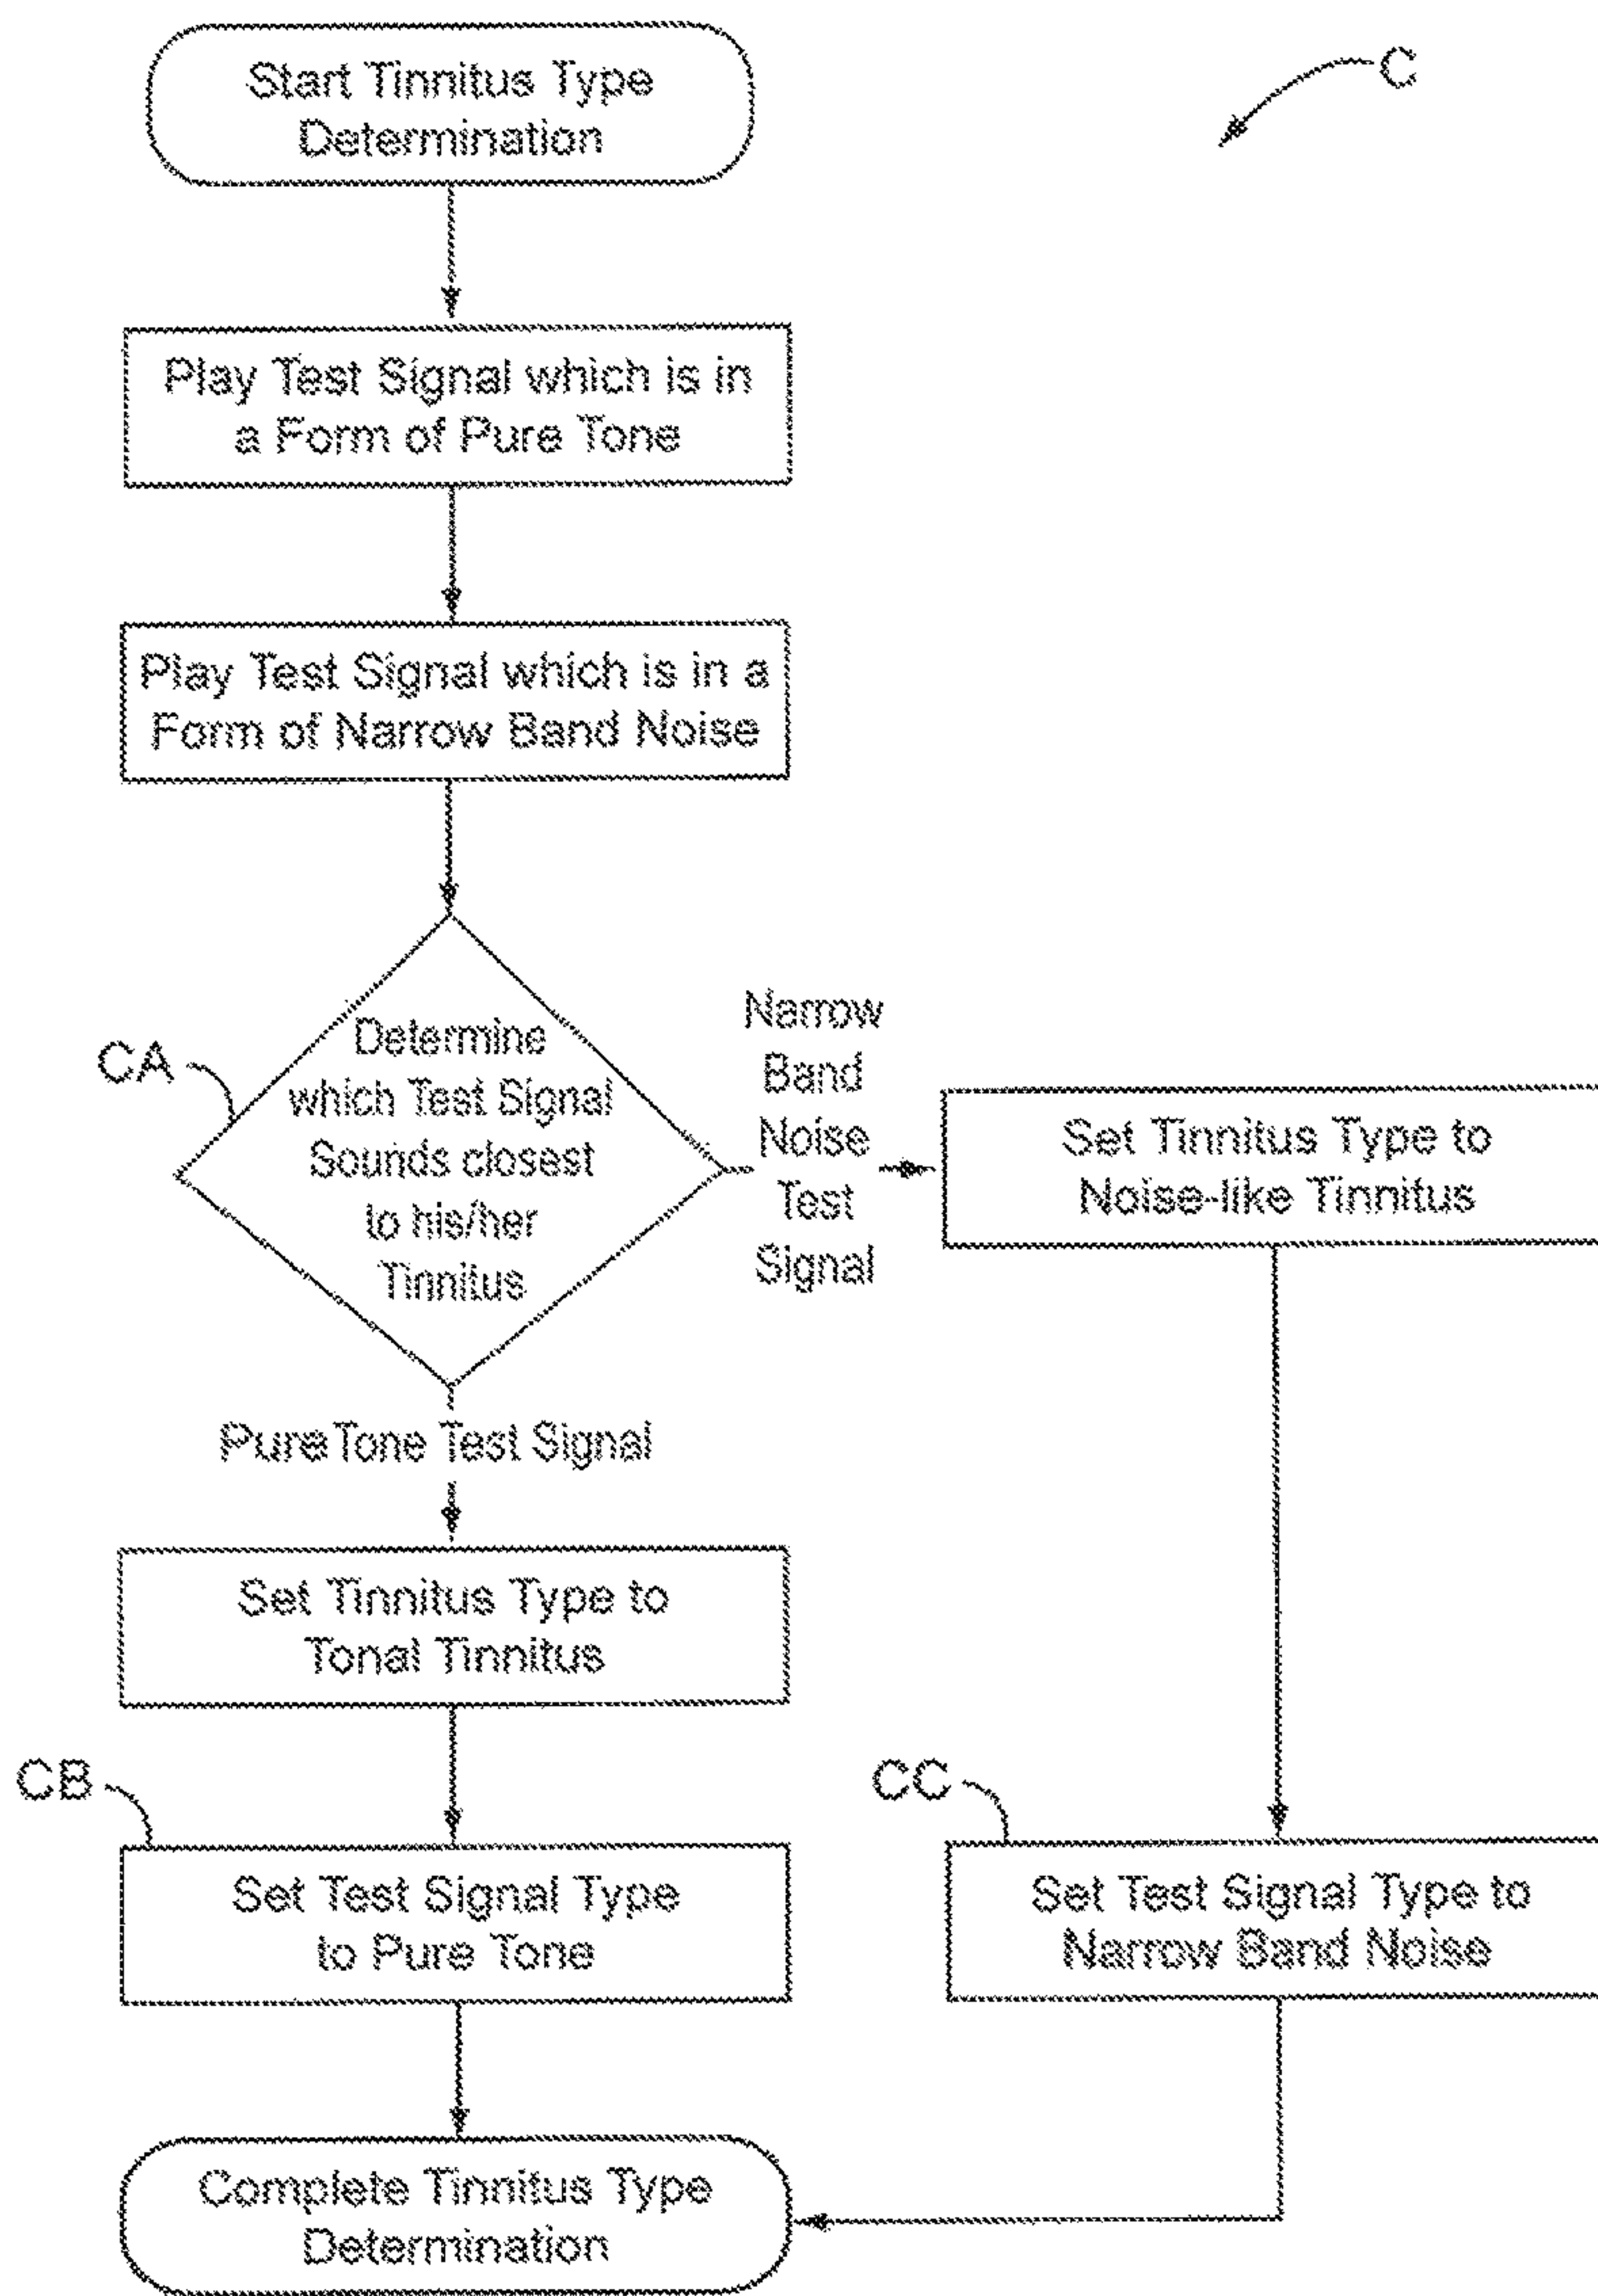 Start Tinnitus Type
Determination
C
Play Test Signal which is in
a Form of Pure Tone
Play Test Signal which is in a
Form of Narrow Band Noise
CA
Determine
which Test Signal
Sounds closest
to his/her
Tinnitus
Narrow
Band
Noise
Test
Signal
Set Tinnitus Type to
Noise-like Tinnitus
Pure Tone Test Signal
Set Tinnitus Type to
Tonal Tinnitus
CB
Set Test Signal Type
to Pure Tone
CC
Set Test Signal Type to
Narrow Band Noise
Complete Tinnitus Type
Determination